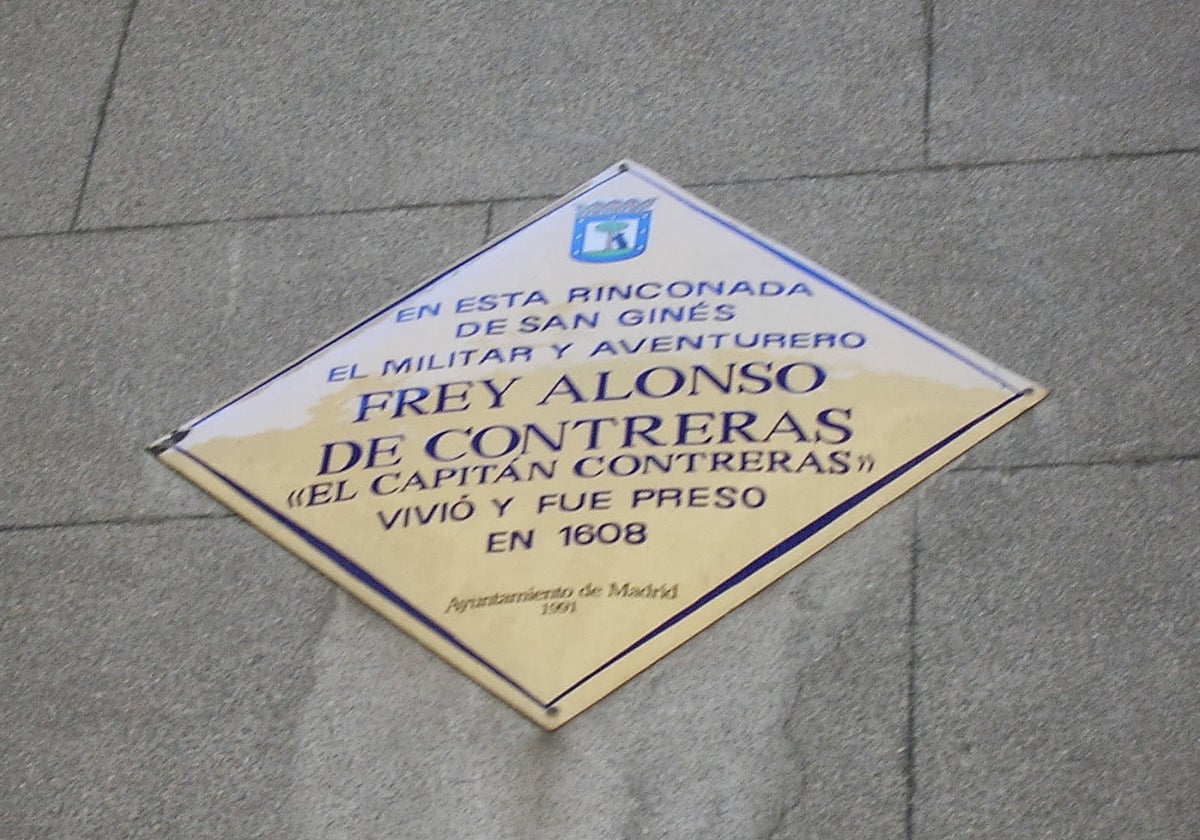 EN ESTA RINCONADA
DE SAN GINÉS
EL MILITAR Y AVENTURERO
FREY ALONSO
DE CONTRERAS
«EL CAPITÁN CONTRERAS»
VIVIÓ Y FUE PRESO
EN 1608
Ayuntamiento de Madrid
1991